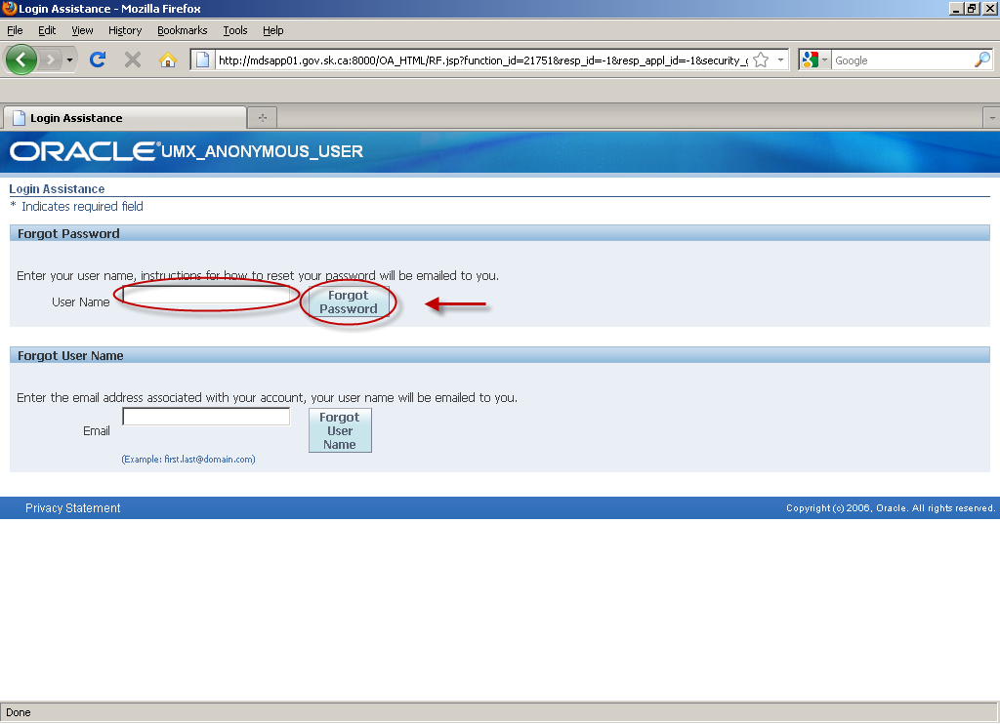 Login Assistance - Mozilla Firefox
File Edit View History Bookmarks Tools Help
http://mdsapp01.gov.sk.ca:8000/OA_HTML/RF.jsp?function_id=21751&resp_id=-1&resp_appl_id=-1&security_g
Google
Login Assistance
ORACLE® UMX_ANONYMOUS_USER
Login Assistance
* Indicates required field
Forgot Password
Enter your user name, instructions for how to reset your password will be emailed to you.
User Name
Forgot
Password
Forgot User Name
Enter the email address associated with your account, your user name will be emailed to you.
Email
Forgot
User
Name
(Example: first.last@domain.com)
Privacy Statement
Copyright (c) 2006, Oracle. All rights reserved.
Done